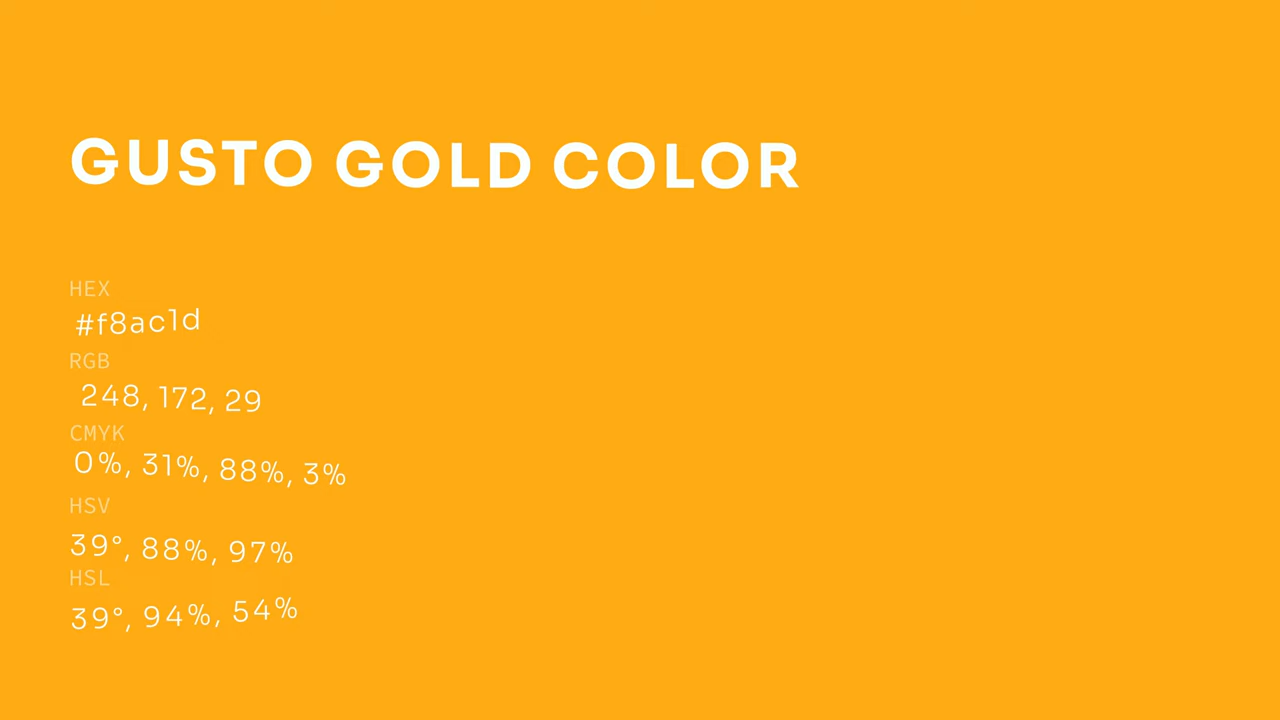 GUSTO GOLD COLOR
HEX
#f8ac1d
RGB
248, 172, 29
CMYK
0%, 31%, 88%, 3%
HSV
39°, 88%, 97%
HSL
39°, 94%, 54%